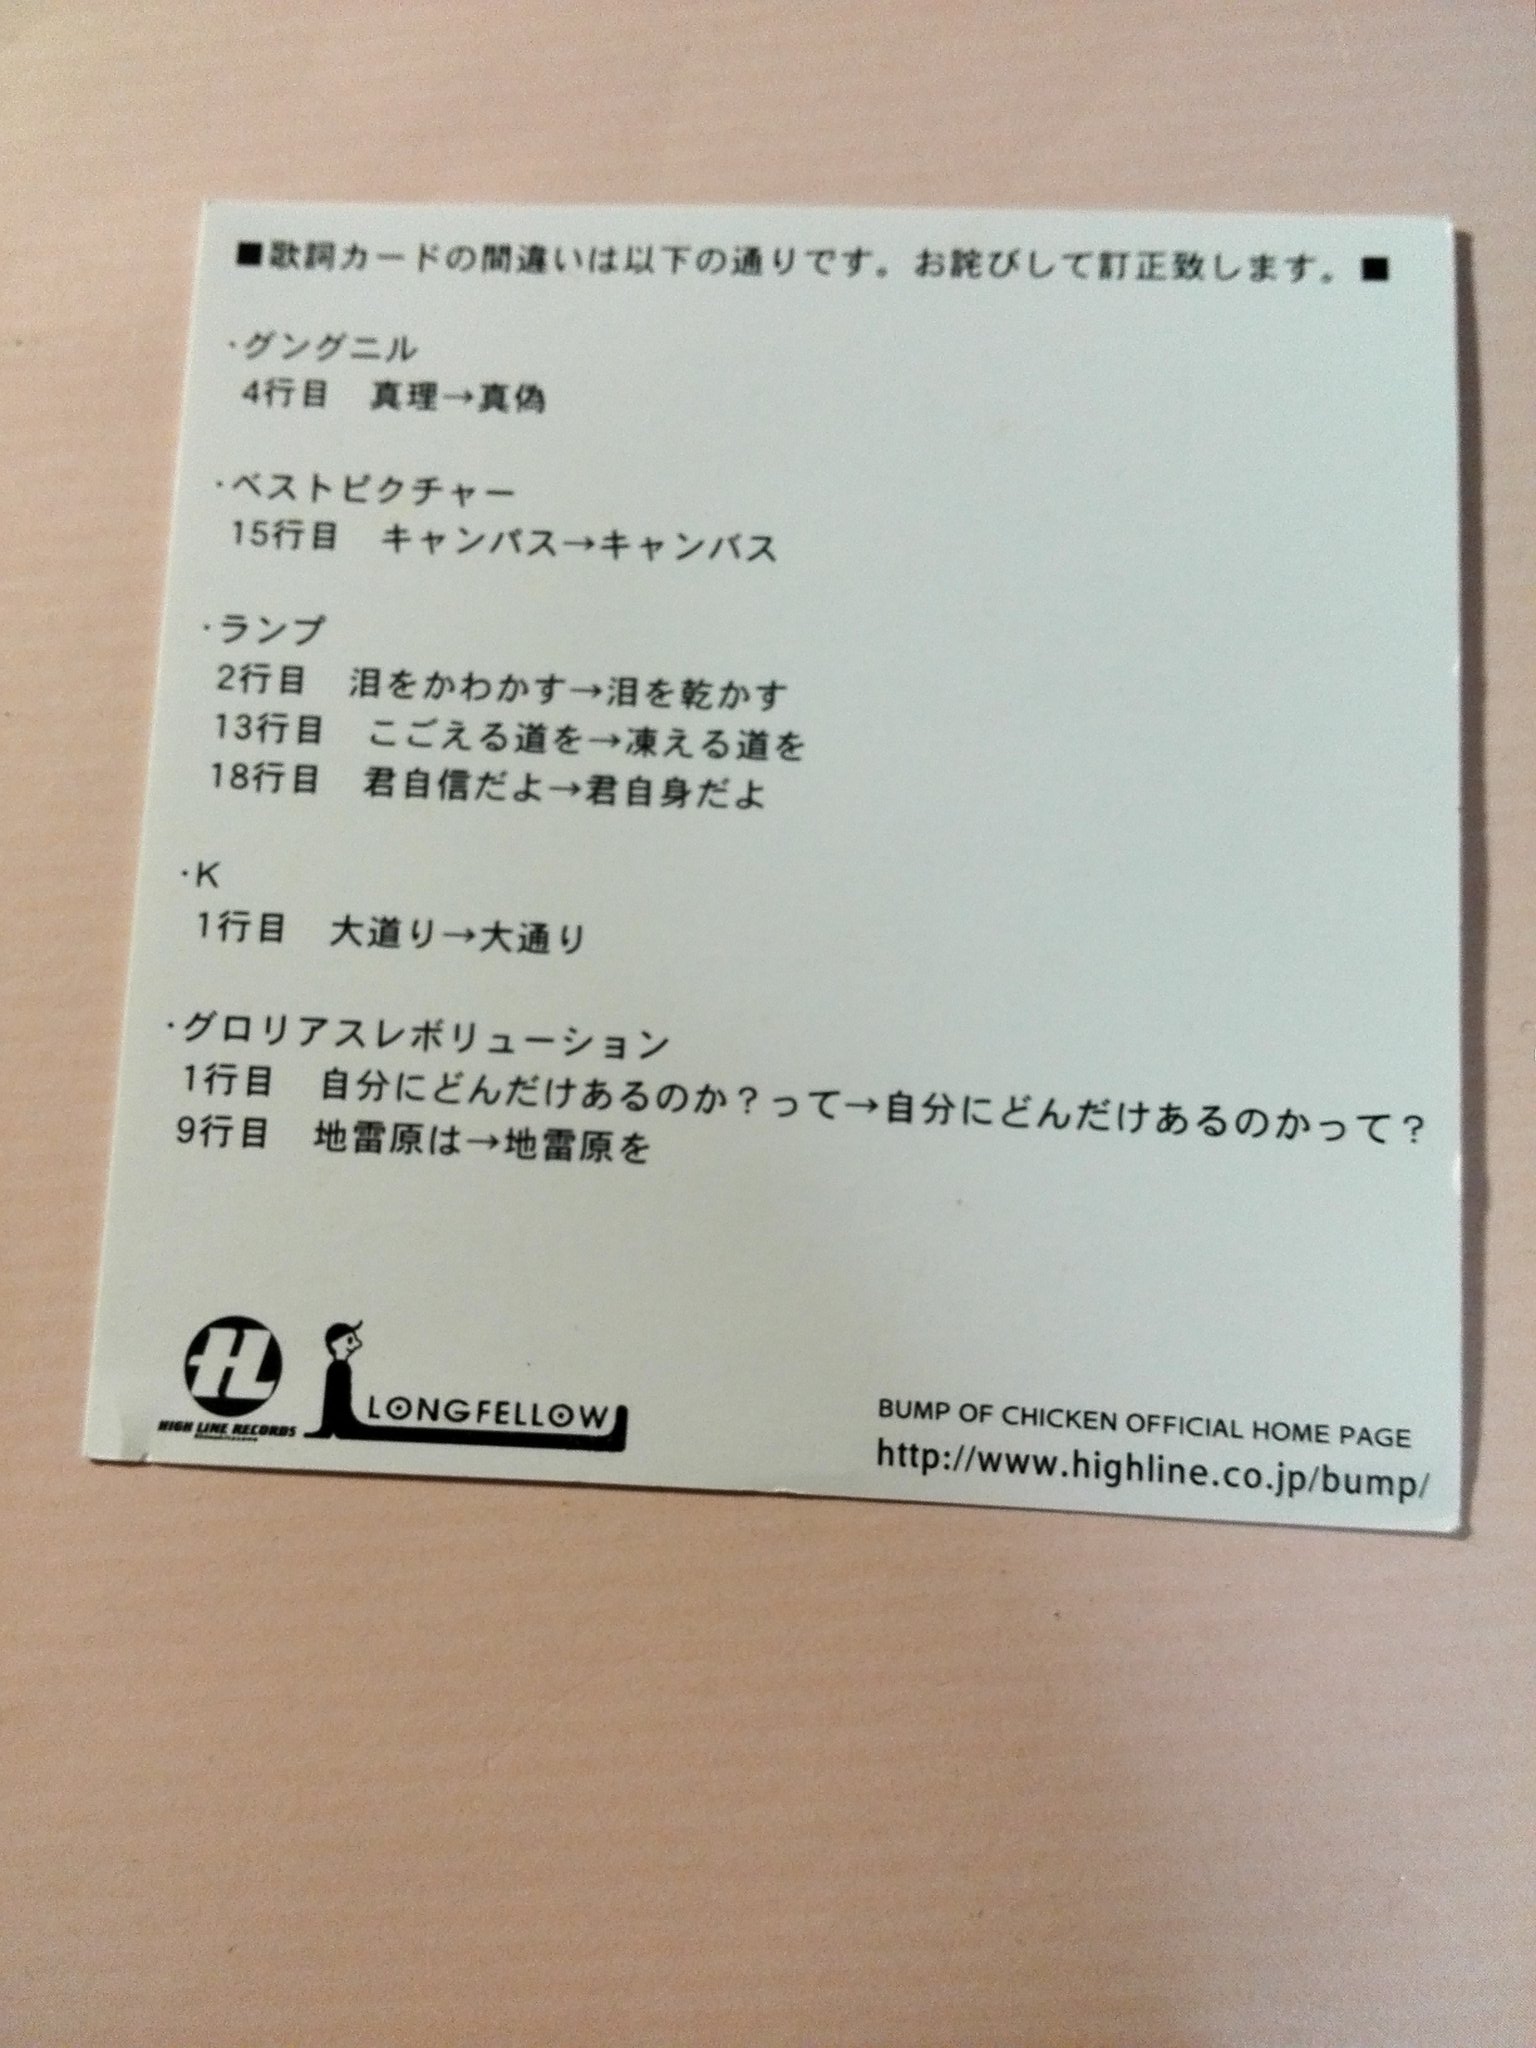 ■歌詞カードの間違いは以下の通りです。お詫びして訂正致します。■
・グングニル
4行目　真理→真偽
・ベストピクチャー
15行目　キャンパス→キャンバス
・ランプ
2行目　泪をかわかす→泪を乾かす
13行目　こごえる道を→凍える道を
18行目　君自信だよ→君自身だよ
・K
1行目　大道り→大通り
・グロリアスレボリューション
1行目　自分にどんだけあるのか？って→自分にどんだけあるのかって？
9行目　地雷原は→地雷原を
HL
HIGH LINE RECORDS
LONGFELLOW
BUMP OF CHICKEN OFFICIAL HOME PAGE
http://www.highline.co.jp/bump/